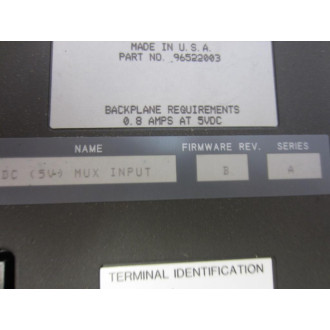 MADE IN U.S.A.
PART NO. 96522003
BACKPLANE REQUIREMENTS
0.8 AMPS AT 5VDC
NAME FIRMWARE REV. SERIES
DC (5V) MUX INPUT B A
TERMINAL IDENTIFICATION